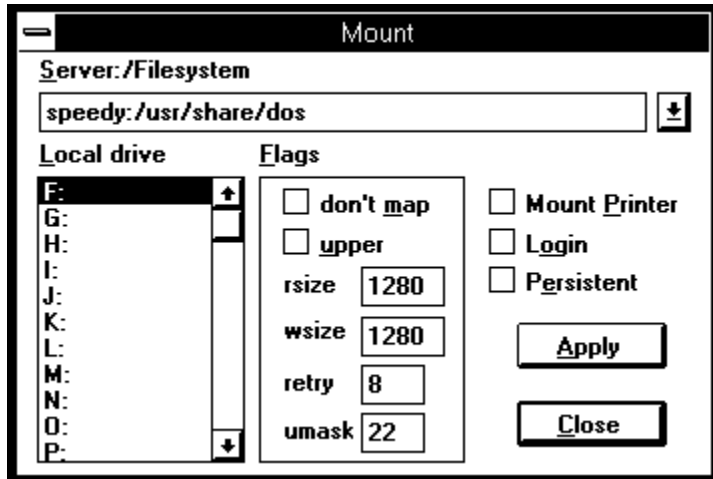 Mount
Server:/Filesystem
speedy:/usr/share/dos
Local drive
F:
G:
H:
I:
J:
K:
L:
M:
N:
O:
P:
Flags
don't map
upper
rsize 1280
wsize 1280
retry 8
umask 22
Mount Printer
Login
Persistent
Apply
Close